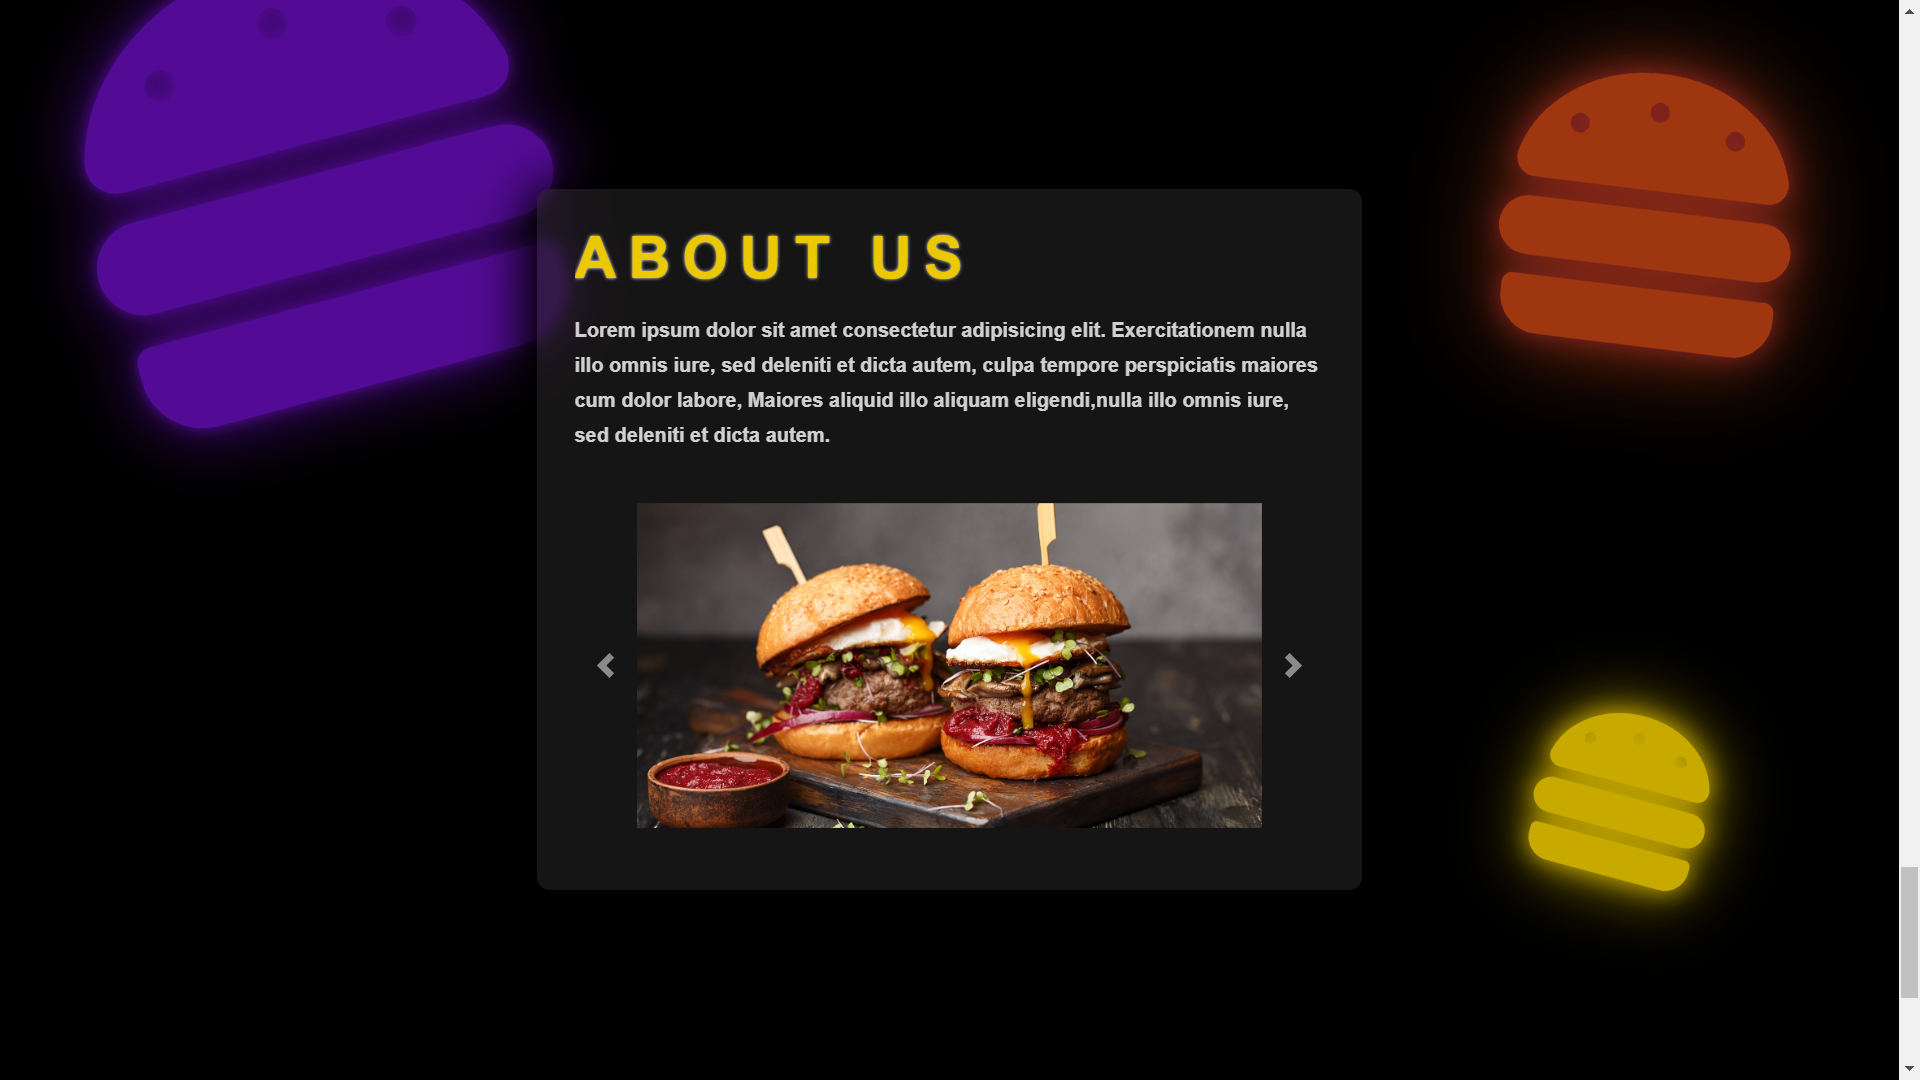 ABOUT US
Lorem ipsum dolor sit amet consectetur adipisicing elit. Exercitationem nulla
illo omnis iure, sed deleniti et dicta autem, culpa tempore perspiciatis maiores
cum dolor labore, Maiores aliquid illo aliquam eligendi,nulla illo omnis iure,
sed deleniti et dicta autem.